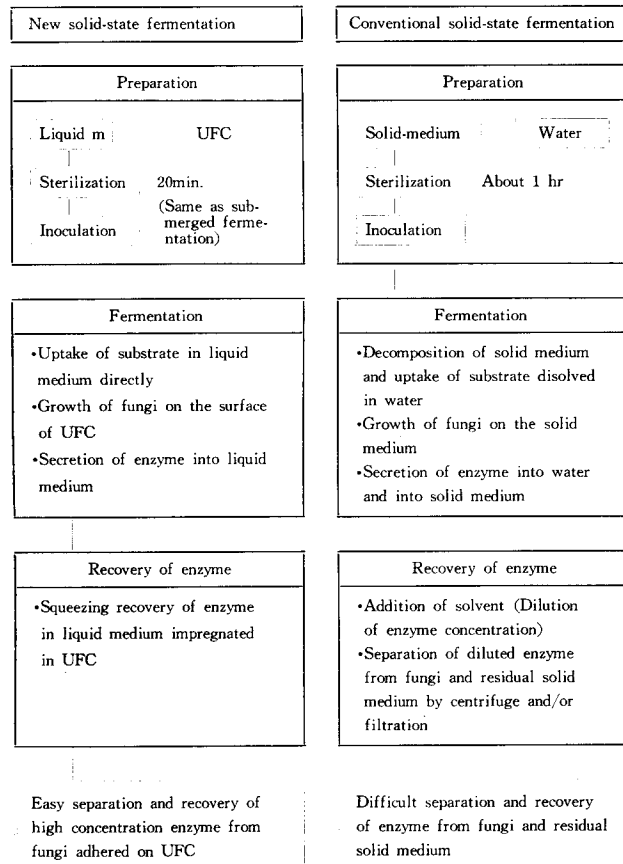 New solid-state fermentation
Preparation
Liquid m UFC
Sterilization 20min.
(Same as sub-
merged ferme-
ntation)
Inoculation
Fermentation
•Uptake of substrate in liquid
medium directly
•Growth of fungi on the surface
of UFC
•Secretion of enzyme into liquid
medium
Recovery of enzyme
•Squeezing recovery of enzyme
in liquid medium impregnated
in UFC
Easy separation and recovery of
high concentration enzyme from
fungi adhered on UFC
Conventional solid-state fermentation
Preparation
Solid-medium Water
Sterilization About 1 hr
Inoculation
Fermentation
•Decomposition of solid medium
and uptake of substrate disolved
in water
•Growth of fungi on the solid
medium
•Secretion of enzyme into water
and into solid medium
Recovery of enzyme
•Addition of solvent (Dilution
of enzyme concentration)
•Separation of diluted enzyme
from fungi and residual solid
medium by centrifuge and/or
filtration
Difficult separation and recovery
of enzyme from fungi and residual
solid medium